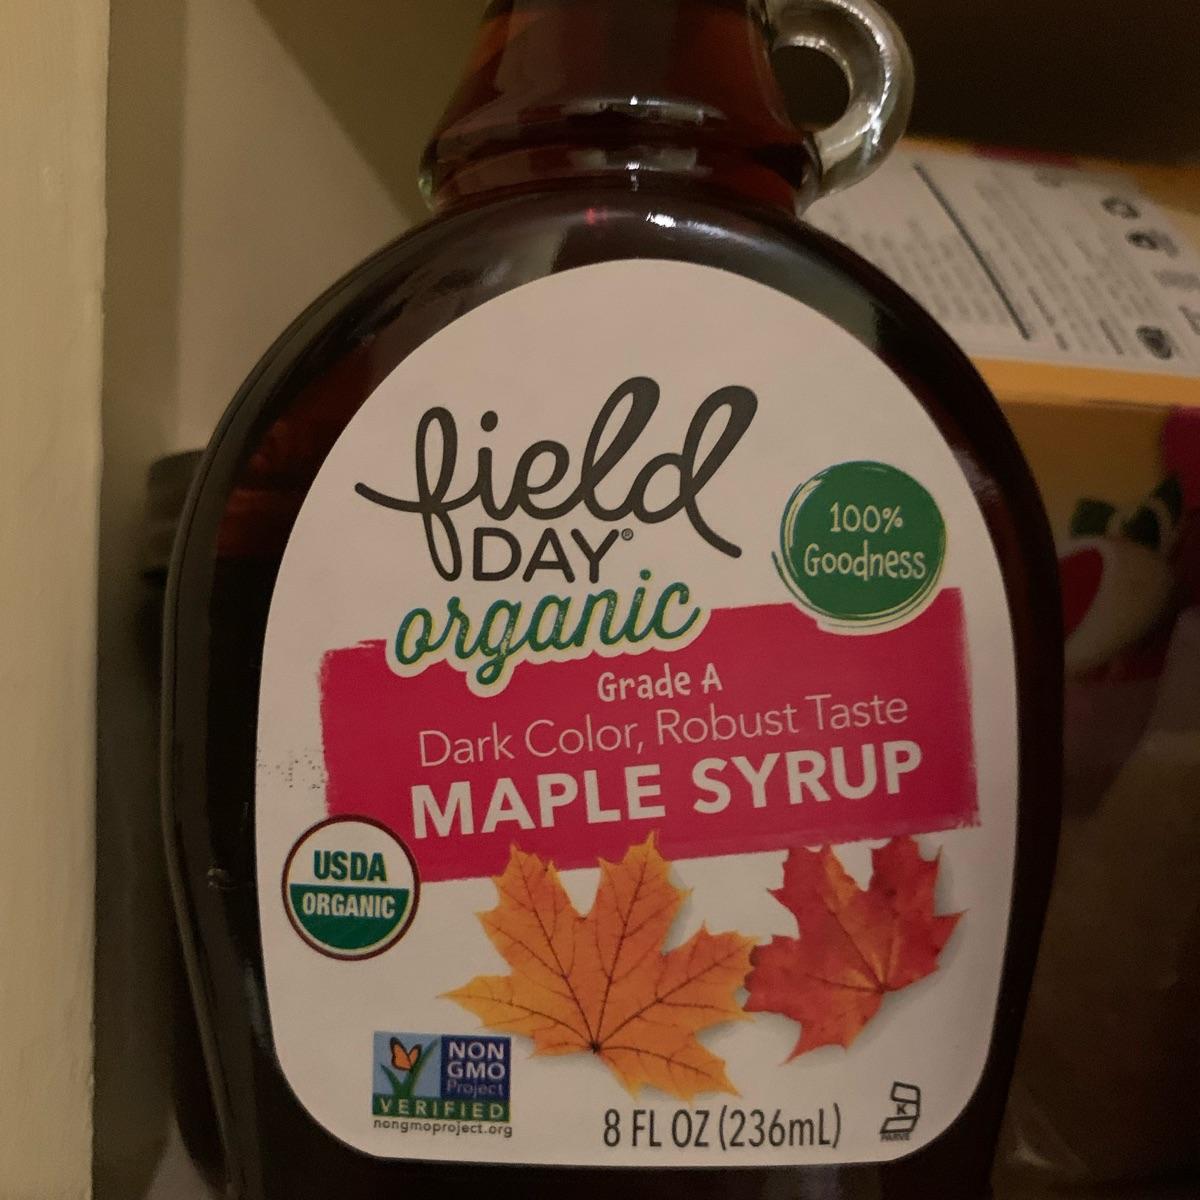 field
DAY®
organic
100%
Goodness
Grade A
Dark Color, Robust Taste
MAPLE SYRUP
USDA
ORGANIC
NON
GMO
Project
VERIFIED
nongmoproject.org
8 FL OZ (236mL)
K
PARVE